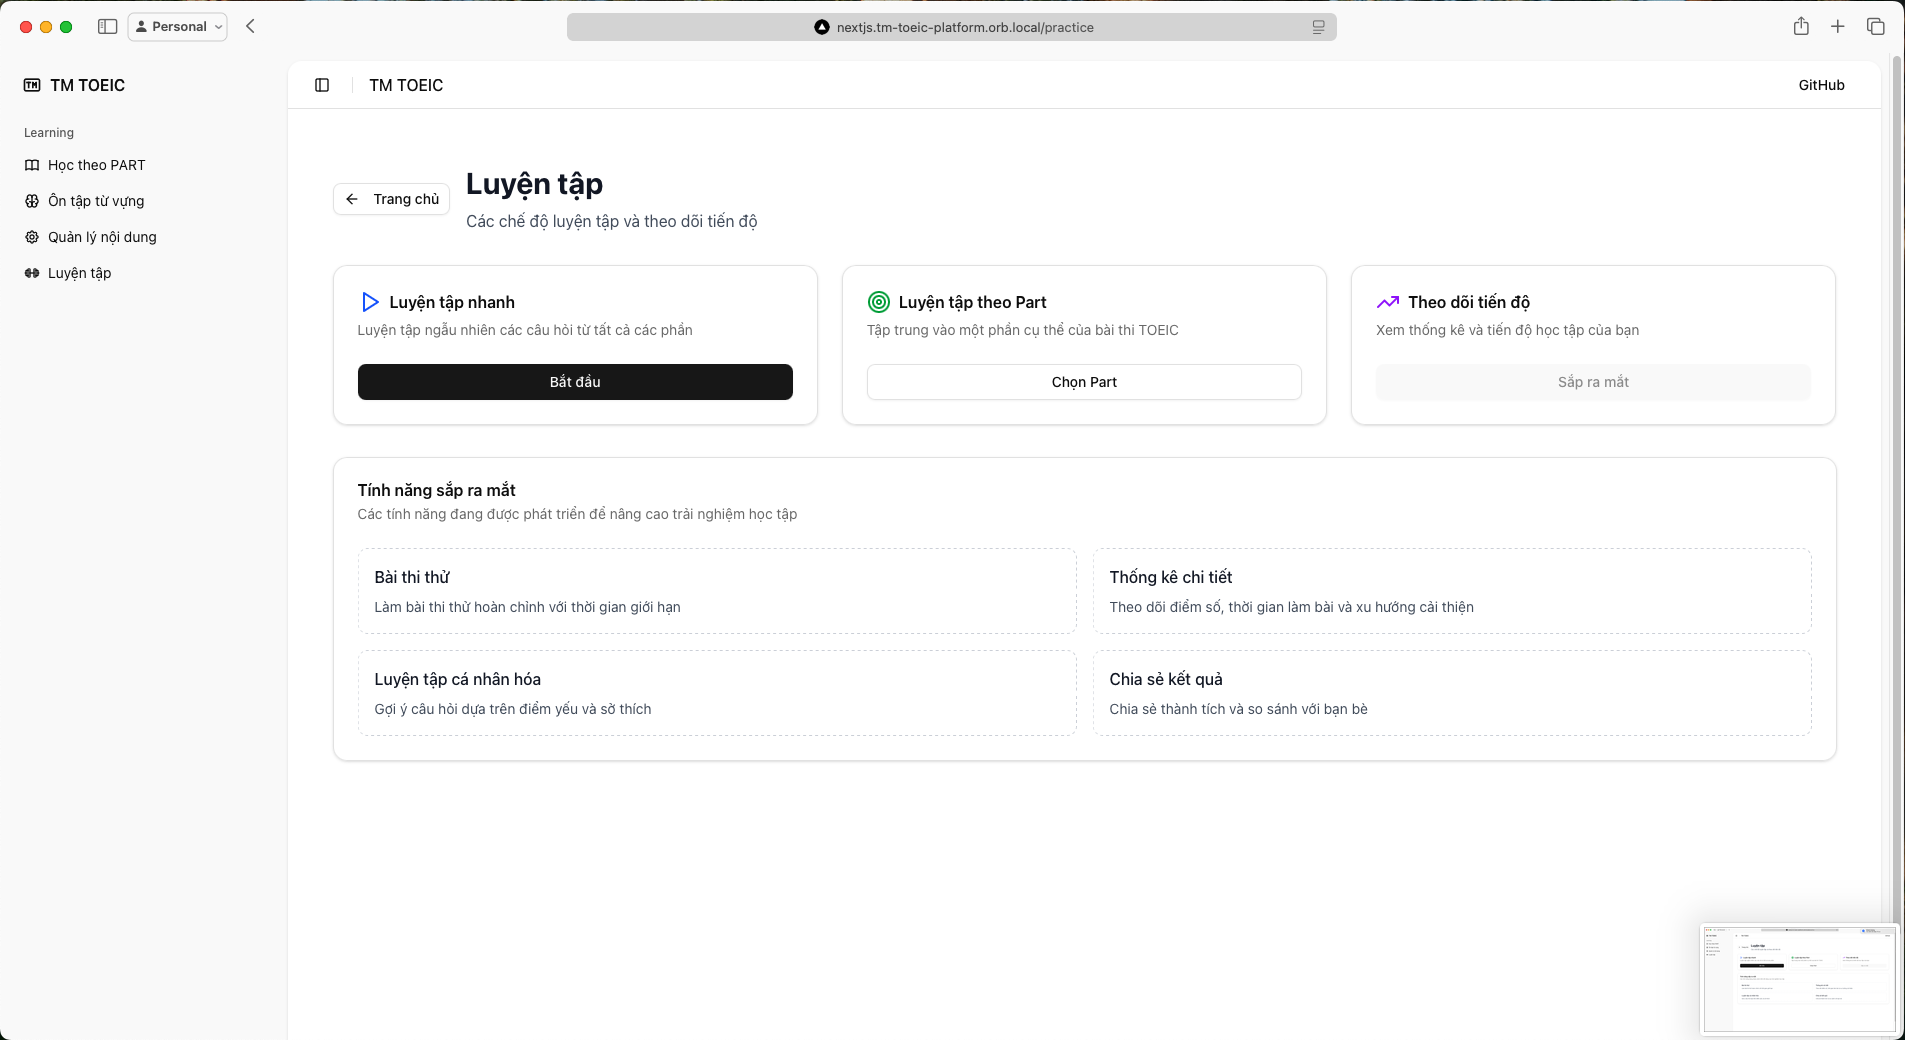 Personal
nextjs.tm-toeic-platform.orb.local/practice
TM TOEIC
TM TOEIC
GitHub
Learning
Học theo PART
Ôn tập từ vựng
Quản lý nội dung
Luyện tập
Trang chủ
Luyện tập
Các chế độ luyện tập và theo dõi tiến độ
Luyện tập nhanh
Luyện tập ngẫu nhiên các câu hỏi từ tất cả các phần
Bắt đầu
Luyện tập theo Part
Tập trung vào một phần cụ thể của bài thi TOEIC
Chọn Part
Theo dõi tiến độ
Xem thống kê và tiến độ học tập của bạn
Sắp ra mắt
Tính năng sắp ra mắt
Các tính năng đang được phát triển để nâng cao trải nghiệm học tập
Bài thi thử
Làm bài thi thử hoàn chỉnh với thời gian giới hạn
Thống kê chi tiết
Theo dõi điểm số, thời gian làm bài và xu hướng cải thiện
Luyện tập cá nhân hóa
Gợi ý câu hỏi dựa trên điểm yếu và sở thích
Chia sẻ kết quả
Chia sẻ thành tích và so sánh với bạn bè